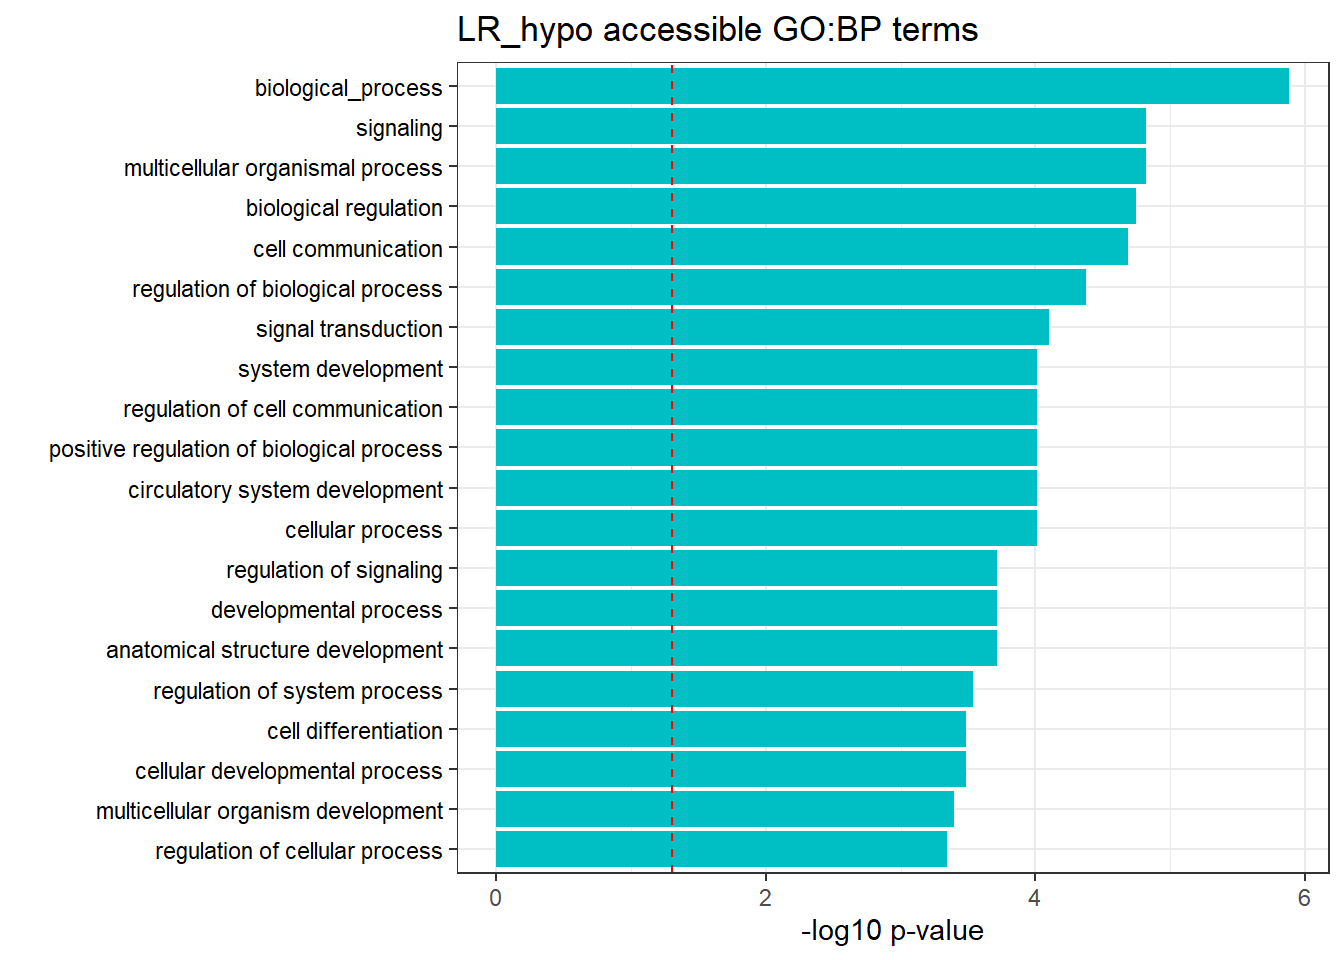 LR_hypo accessible GO:BP terms
biological_process
signaling
multicellular organismal process
biological regulation
cell communication
regulation of biological process
signal transduction
system development
regulation of cell communication
positive regulation of biological process
circulatory system development
cellular process
regulation of signaling
developmental process
anatomical structure development
regulation of system process
cell differentiation
cellular developmental process
multicellular organism development
regulation of cellular process
0 2 4 6
-log10 p-value